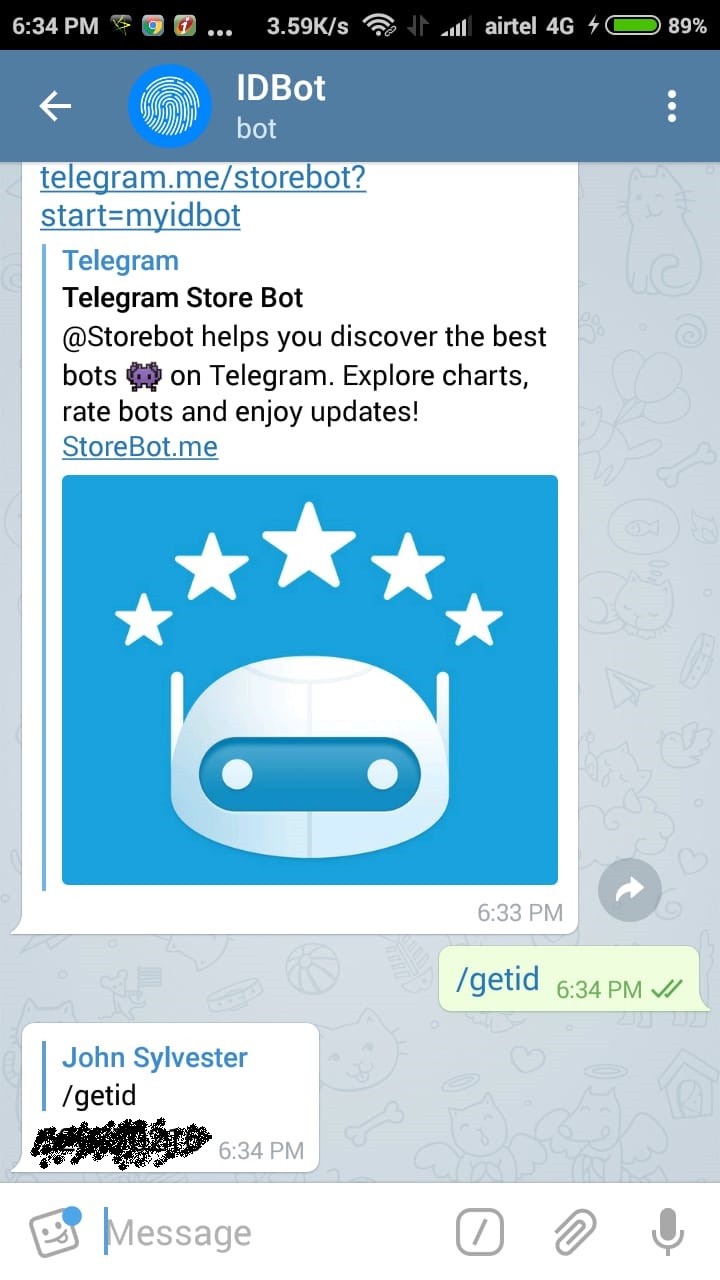 6:34 PM ... 3.59K/s airtel 4G 89%
IDBot
bot
telegram.me/storebot?
start=myidbot
Telegram
Telegram Store Bot
@Storebot helps you discover the best
bots 👾 on Telegram. Explore charts,
rate bots and enjoy updates!
StoreBot.me
6:33 PM
/getid 6:34 PM
John Sylvester
/getid
6:34 PM
Message